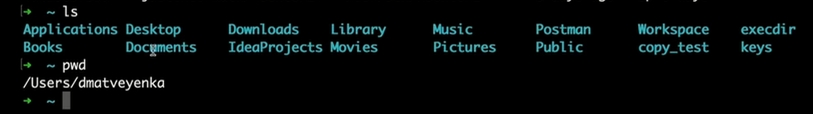 ➜ ~ ls
Applications Desktop Downloads Library Music Postman Workspace execdir
Books Documents IdeaProjects Movies Pictures Public copy_test keys
➜ ~ pwd
/Users/dmatveyenka
➜ ~